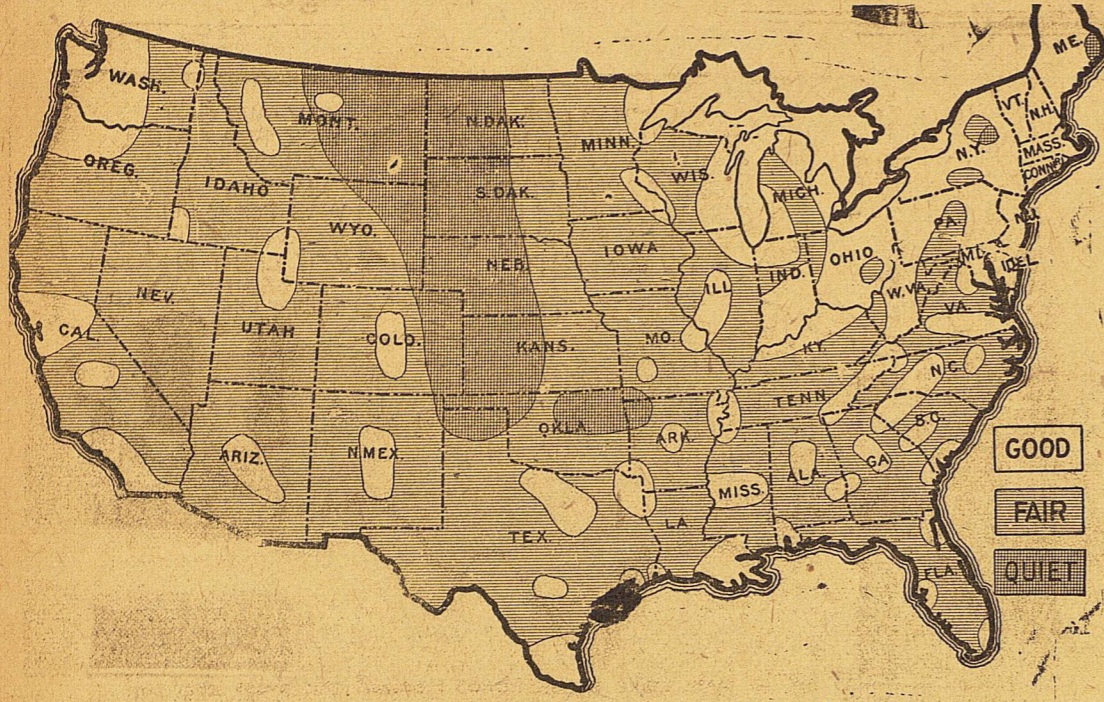 WASH.
OREG.
IDAHO
MONT.
N.DAK.
S.DAK.
MINN.
WIS.
MICH.
WYO.
NEB.
IOWA
NEV.
UTAH
COLO.
KANS.
MO.
ILL
IND.
OHIO
CAL.
ARIZ.
N.MEX.
OKLA.
ARK.
TENN.
KY.
W.VA.
VA.
N.C.
S.C.
GA
ALA.
MISS.
LA
TEX.
FLA
ME.
VT.
N.H.
MASS.
CONN.
N.Y.
PA.
N.J.
DEL
GOOD
FAIR
QUIET